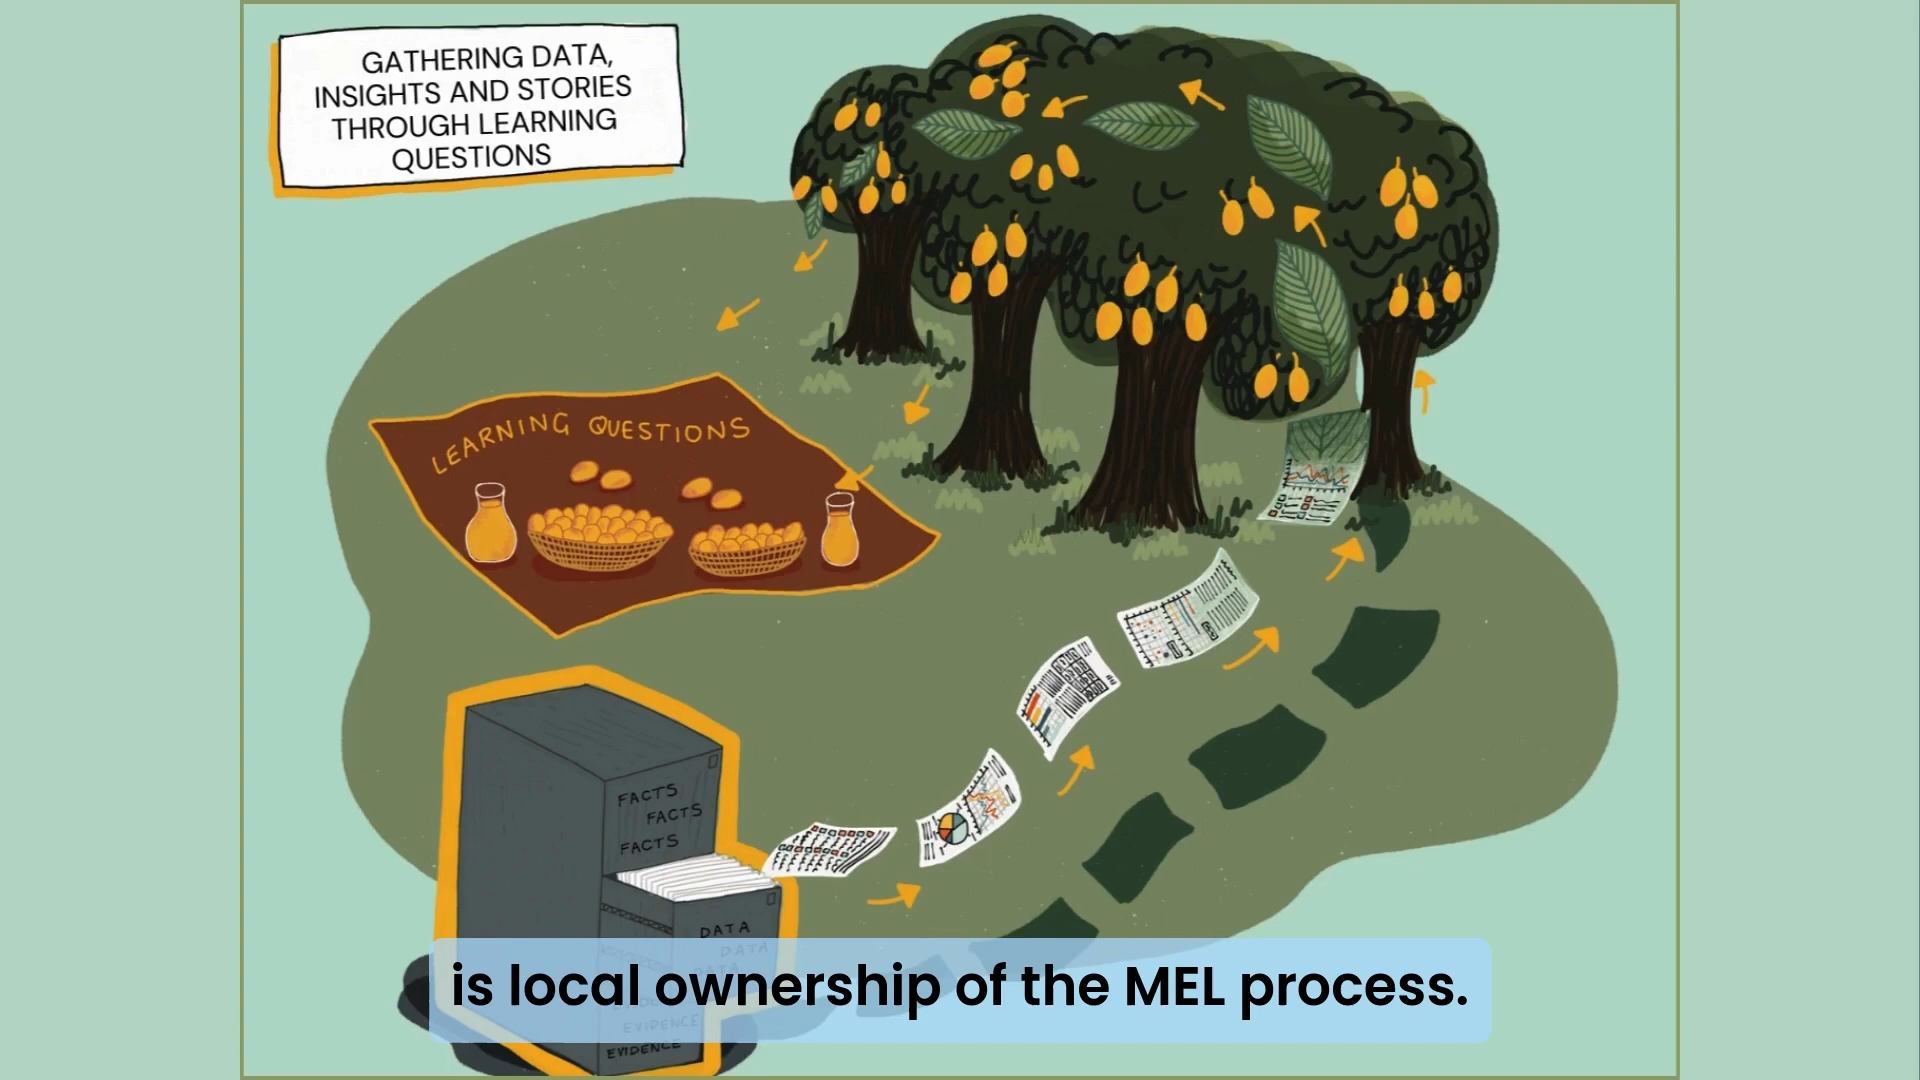 GATHERING DATA,
INSIGHTS AND STORIES
THROUGH LEARNING
QUESTIONS
LEARNING QUESTIONS
FACTS
FACTS
FACTS
DATA
DATA
DATA
EVIDENCE
EVIDENCE
is local ownership of the MEL process.